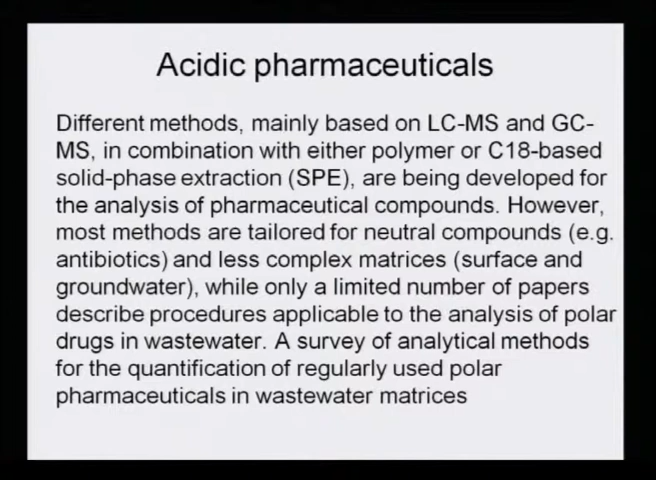 Acidic pharmaceuticals
Different methods, mainly based on LC-MS and GC-
MS, in combination with either polymer or C18-based
solid-phase extraction (SPE), are being developed for
the analysis of pharmaceutical compounds. However,
most methods are tailored for neutral compounds (e.g.
antibiotics) and less complex matrices (surface and
groundwater), while only a limited number of papers
describe procedures applicable to the analysis of polar
drugs in wastewater. A survey of analytical methods
for the quantification of regularly used polar
pharmaceuticals in wastewater matrices